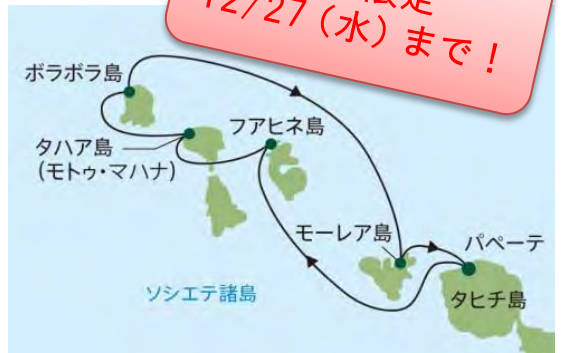 12/27（水）まで！
ボラボラ島
フアヒネ島
タハア島
（モトゥ・マハナ）
モーレア島
パペーテ
ソシエテ諸島
タヒチ島